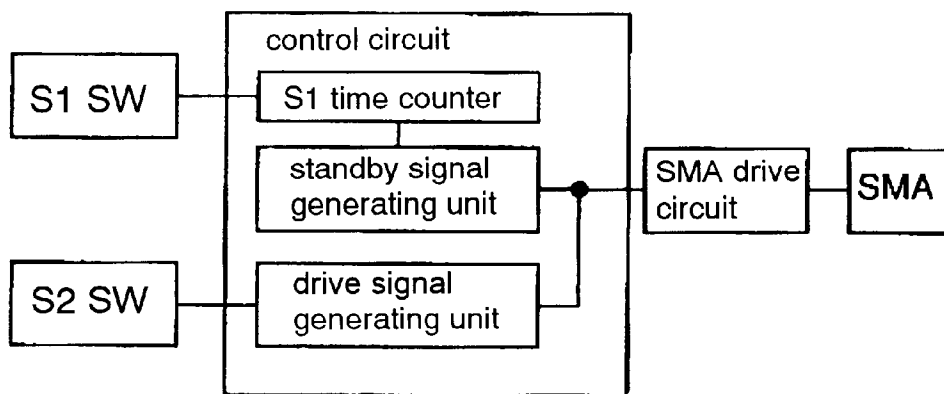 control circuit
S1 SW
S1 time counter
standby signal
generating unit
SMA drive
circuit
SMA
S2 SW
drive signal
generating unit